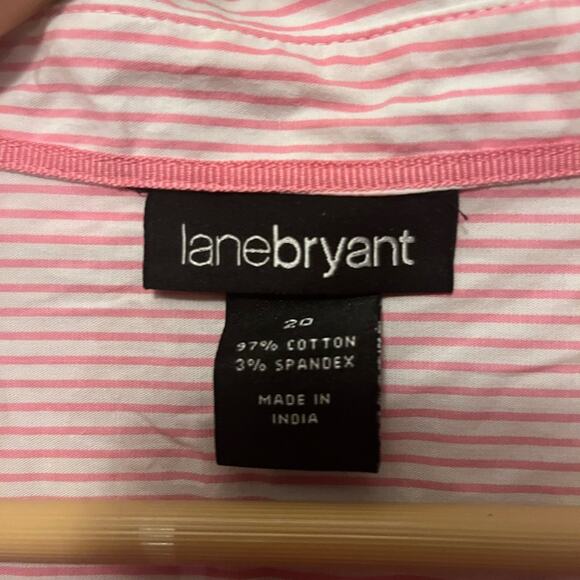 lanebryant
20
97% COTTON
3% SPANDEX
MADE IN
INDIA